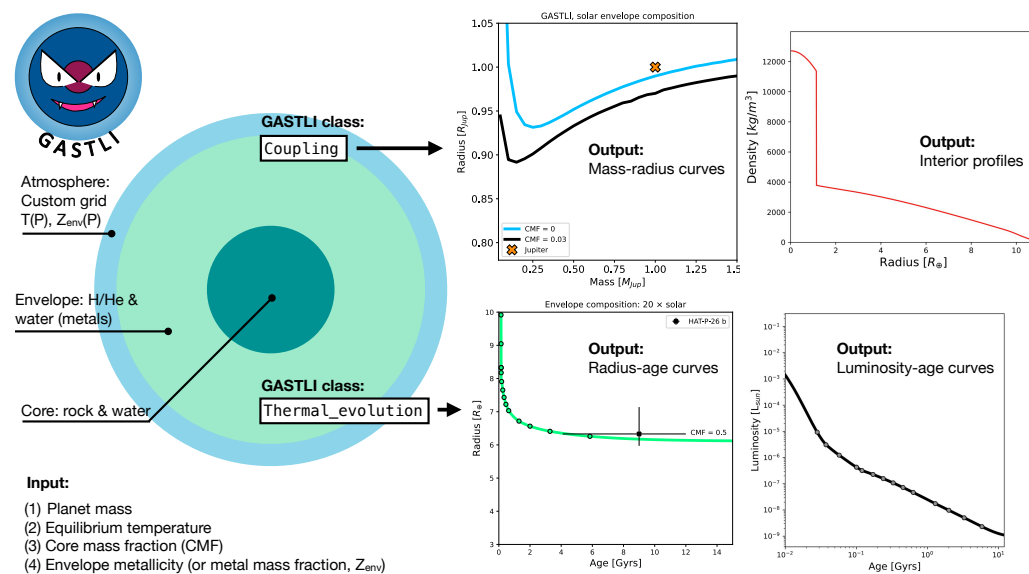 GASTLI
GASTLI class:
Coupling
Atmosphere:
Custom grid
T(P), Zenv(P)
Envelope: H/He &
water (metals)
Core: rock & water
GASTLI class:
Thermal_evolution
Input:
(1) Planet mass
(2) Equilibrium temperature
(3) Core mass fraction (CMF)
(4) Envelope metallicity (or metal mass fraction, Zenv)
GASTLI, solar envelope composition
Radius [RJup]
1.05
1.00
0.95
0.90
0.85
0.80
Output:
Mass-radius curves
CMF = 0
CMF = 0.03
Jupiter
0.25 0.50 0.75 1.00 1.25 1.5
Mass [MJup]
Density [kg/m3]
12000
10000
8000
6000
4000
2000
0
Output:
Interior profiles
0 2 4 6 8 10
Radius [R⊕]
Envelope composition: 20 × solar
Radius [R⊕]
10
9
8
7
6
5
4
3
HAT-P-26 b
Output:
Radius-age curves
CMF = 0.5
0 2 4 6 8 10 12 14
Age [Gyrs]
Luminosity [Lsun]
10−1
10−2
10−3
10−4
10−5
10−6
10−7
10−8
10−9
Output:
Luminosity-age curves
10−2 10−1 100 101
Age [Gyrs]